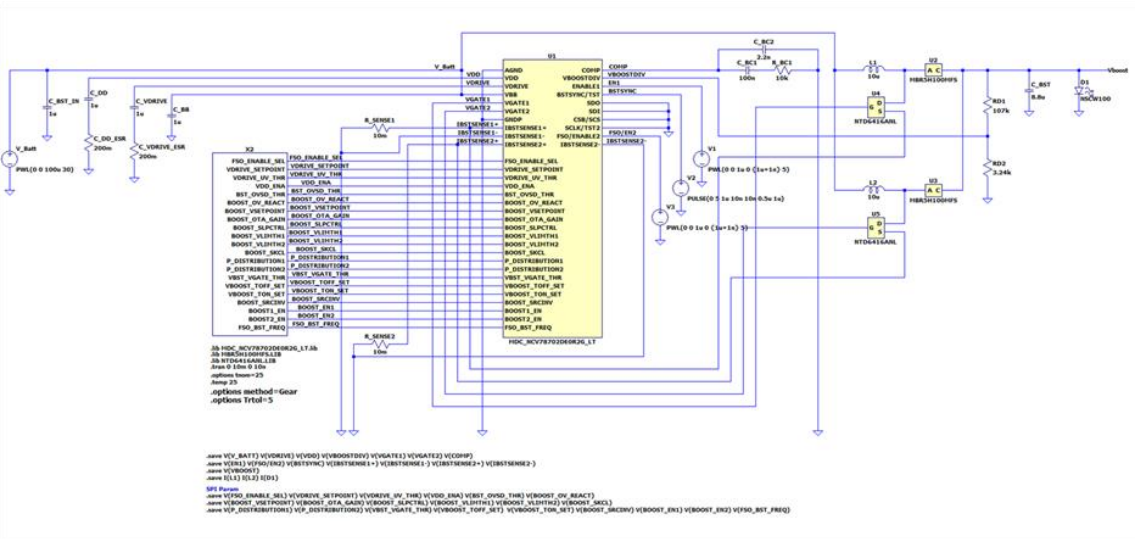 C_BC2
2.2n
U1
V_Batt
AGND
COMP
COMP
C_BC1
R_BC1
100n
10k
L1
10u
U2
A C
MBR5H100MFS
Vboost
VDD
VDD
VBOOSTDIV
VBOOSTDIV
VDRIVE
VDRIVE
ENABLE1
EN1
VBB
BSTSYNC/TST
BSTSYNC
VGATE1
VGATE1
SDO
VGATE2
VGATE2
SDI
GNDP
CSB/SCS
IBSTSENSE1+
IBSTSENSE1+
SCLK/TST2
IBSTSENSE1-
IBSTSENSE1-
FSO/ENABLE2
FSO/EN2
IBSTSENSE2+
IBSTSENSE2+
IBSTSENSE2-
IBSTSENSE2-
C_BST_IN
1u
C_DD
1u
C_VDRIVE
1u
C_BB
1u
R_SENSE1
10m
U4
G
D
S
NTD6416ANL
RD1
107k
C_BST
8.8u
D1
NSCW100
V_Batt
PWL(0 0 100u 30)
C_DD_ESR
200m
C_VDRIVE_ESR
200m
V1
PWL(0 0 1u 0 {1u+1n} 5)
V2
PULSE(0 5 1u 10n 10n 0.5u 1u)
V3
PWL(0 0 1u 0 {1u+1n} 5)
L2
10u
U3
A C
MBR5H100MFS
RD2
3.24k
U5
G
D
S
NTD6416ANL
X2
FSO_ENABLE_SEL
FSO_ENABLE_SEL
FSO_ENABLE_SEL
VDRIVE_SETPOINT
VDRIVE_SETPOINT
VDRIVE_SETPOINT
VDRIVE_UV_THR
VDRIVE_UV_THR
VDRIVE_UV_THR
VDD_ENA
VDD_ENA
VDD_ENA
BST_OVSD_THR
BST_OVSD_THR
BST_OVSD_THR
BOOST_OV_REACT
BOOST_OV_REACT
BOOST_OV_REACT
BOOST_VSETPOINT
BOOST_VSETPOINT
BOOST_VSETPOINT
BOOST_OTA_GAIN
BOOST_OTA_GAIN
BOOST_OTA_GAIN
BOOST_SLPCTRL
BOOST_SLPCTRL
BOOST_SLPCTRL
BOOST_VLIMTH1
BOOST_VLIMTH1
BOOST_VLIMTH1
BOOST_VLIMTH2
BOOST_VLIMTH2
BOOST_VLIMTH2
BOOST_SKCL
BOOST_SKCL
BOOST_SKCL
P_DISTRIBUTION1
P_DISTRIBUTION1
P_DISTRIBUTION1
P_DISTRIBUTION2
P_DISTRIBUTION2
P_DISTRIBUTION2
VBST_VGATE_THR
VBST_VGATE_THR
VBST_VGATE_THR
VBOOST_TOFF_SET
VBOOST_TOFF_SET
VBOOST_TOFF_SET
VBOOST_TON_SET
VBOOST_TON_SET
VBOOST_TON_SET
BOOST_SRCINV
BOOST_SRCINV
BOOST_SRCINV
BOOST1_EN
BOOST_EN1
BOOST1_EN
BOOST2_EN
BOOST_EN2
BOOST2_EN
FSO_BST_FREQ
FSO_BST_FREQ
FSO_BST_FREQ
R_SENSE2
10m
MDC_NCV78702DE0R2G_LT
.lib MDC_NCV78702DE0R2G_LT.lib
.lib MBR5H100MFS.LIB
.lib NTD6416ANL.LIB
.tran 0 10m 0 10n
.options tnom=25
.temp 25
.options method=Gear
.options Trtol=5
.save V(V_BATT) V(VDRIVE) V(VDD) V(VBOOSTDIV) V(VGATE1) V(VGATE2) V(COMP)
.save V(EN1) V(FSO/EN2) V(BSTSYNC) V(IBSTSENSE1+) V(IBSTSENSE1-) V(IBSTSENSE2+) V(IBSTSENSE2-)
.save V(VBOOST)
.save I(L1) I(L2) I(D1)
SPI Param
.save V(FSO_ENABLE_SEL) V(VDRIVE_SETPOINT) V(VDRIVE_UV_THR) V(VDD_ENA) V(BST_OVSD_THR) V(BOOST_OV_REACT)
.save V(BOOST_VSETPOINT) V(BOOST_OTA_GAIN) V(BOOST_SLPCTRL) V(BOOST_VLIMTH1) V(BOOST_VLIMTH2) V(BOOST_SKCL)
.save V(P_DISTRIBUTION1) V(P_DISTRIBUTION2) V(VBST_VGATE_THR) V(VBOOST_TOFF_SET) V(VBOOST_TON_SET) V(BOOST_SRCINV) V(BOOST_EN1) V(BOOST_EN2) V(FSO_BST_FREQ)